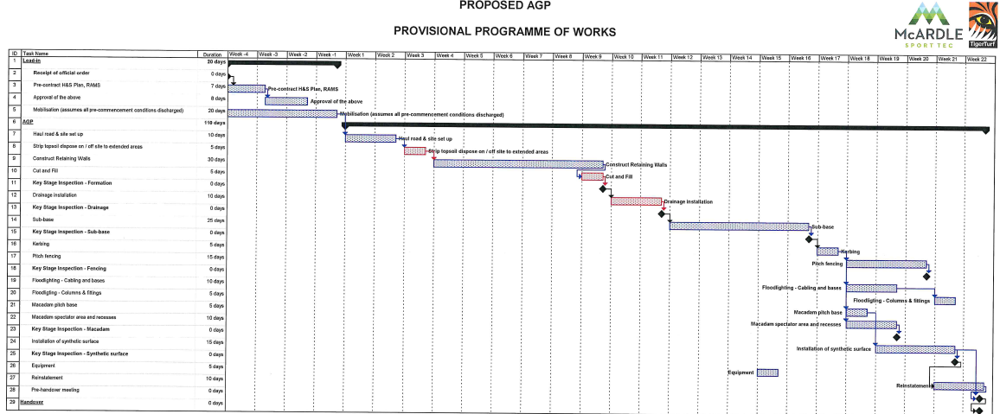 PROPOSED AGP
PROVISIONAL PROGRAMME OF WORKS
McARDLE
SPORT TEC
TigerTurf
ID Task Name Duration Week -4 Week -3 Week -2 Week -1 Week 1 Week 2 Week 3 Week 4 Week 5 Week 6 Week 7 Week 8 Week 9 Week 10 Week 11 Week 12 Week 13 Week 14 Week 15 Week 16 Week 17 Week 18 Week 19 Week 20 Week 21 Week 22
1 Lead-in 20 days
2 Receipt of official order 0 days
3 Pre-contract H&S Plan, RAMS 7 days Pre-contract H&S Plan, RAMS
4 Approval of the above 8 days Approval of the above
5 Mobilisation (assumes all pre-commencement conditions discharged) 20 days Mobilisation (assumes all pre-commencement conditions discharged)
6 AGP 110 days
7 Haul road & site set up 10 days Haul road & site set up
8 Strip topsoil dispose on / off site to extended areas 5 days Strip topsoil dispose on / off site to extended areas
9 Construct Retaining Walls 30 days Construct Retaining Walls
10 Cut and Fill 5 days Cut and Fill
11 Key Stage Inspection - Formation 0 days
12 Drainage installation 10 days Drainage installation
13 Key Stage Inspection - Drainage 0 days
14 Sub-base 25 days Sub-base
15 Key Stage Inspection - Sub-base 0 days
16 Kerbing 5 days Kerbing
17 Pitch fencing 15 days Pitch fencing
18 Key Stage Inspection - Fencing 0 days
19 Floodlighting - Cabling and bases 10 days Floodlighting - Cabling and bases
20 Floodligting - Columns & fittings 5 days Floodligting - Columns & fittings
21 Macadam pitch base 5 days Macadam pitch base
22 Macadam spectator area and recesses 10 days Macadam spectator area and recesses
23 Key Stage Inspection - Macadam 0 days
24 Installation of synthetic surface 15 days Installation of synthetic surface
25 Key Stage Inspection - Synthetic surface 0 days
26 Equipment 5 days Equipment
27 Reinstatement 10 days Reinstatement
28 Pre-handover meeting 0 days
29 Handover 0 days